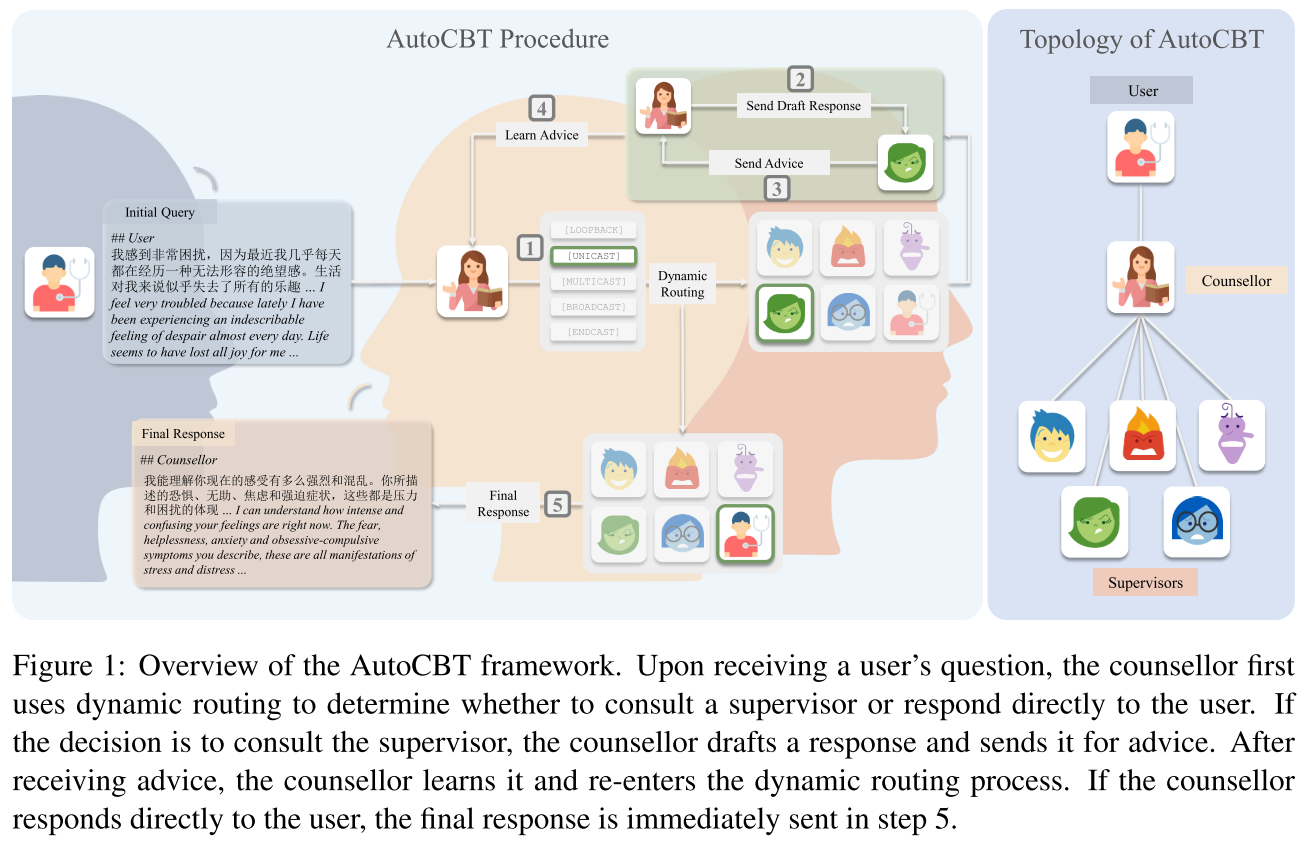 AutoCBT Procedure
Topology of AutoCBT
User
2
Send Draft Response
4
Learn Advice
Send Advice
3
Initial Query
## User
我感到非常困扰，因为最近我几乎每天
都在经历一种无法形容的绝望感。生活
对我来说似乎失去了所有的乐趣 ... I
feel very troubled because lately I have
been experiencing an indescribable
feeling of despair almost every day. Life
seems to have lost all joy for me ...
1
[LOOPBACK]
[UNICAST]
[MULTICAST]
[BROADCAST]
[ENDCAST]
Dynamic
Routing
Counsellor
Final Response
## Counsellor
我能理解你现在的感受有多么强烈和混乱。你所描
述的恐惧、无助、焦虑和强迫症状，这些都是压力
和困扰的体现 ... I can understand how intense and
confusing your feelings are right now. The fear,
helplessness, anxiety and obsessive-compulsive
symptoms you describe, these are all manifestations of
stress and distress ...
Final
Response
5
Supervisors
Figure 1: Overview of the AutoCBT framework. Upon receiving a user's question, the counsellor first
uses dynamic routing to determine whether to consult a supervisor or respond directly to the user. If
the decision is to consult the supervisor, the counsellor drafts a response and sends it for advice. After
receiving advice, the counsellor learns it and re-enters the dynamic routing process. If the counsellor
responds directly to the user, the final response is immediately sent in step 5.